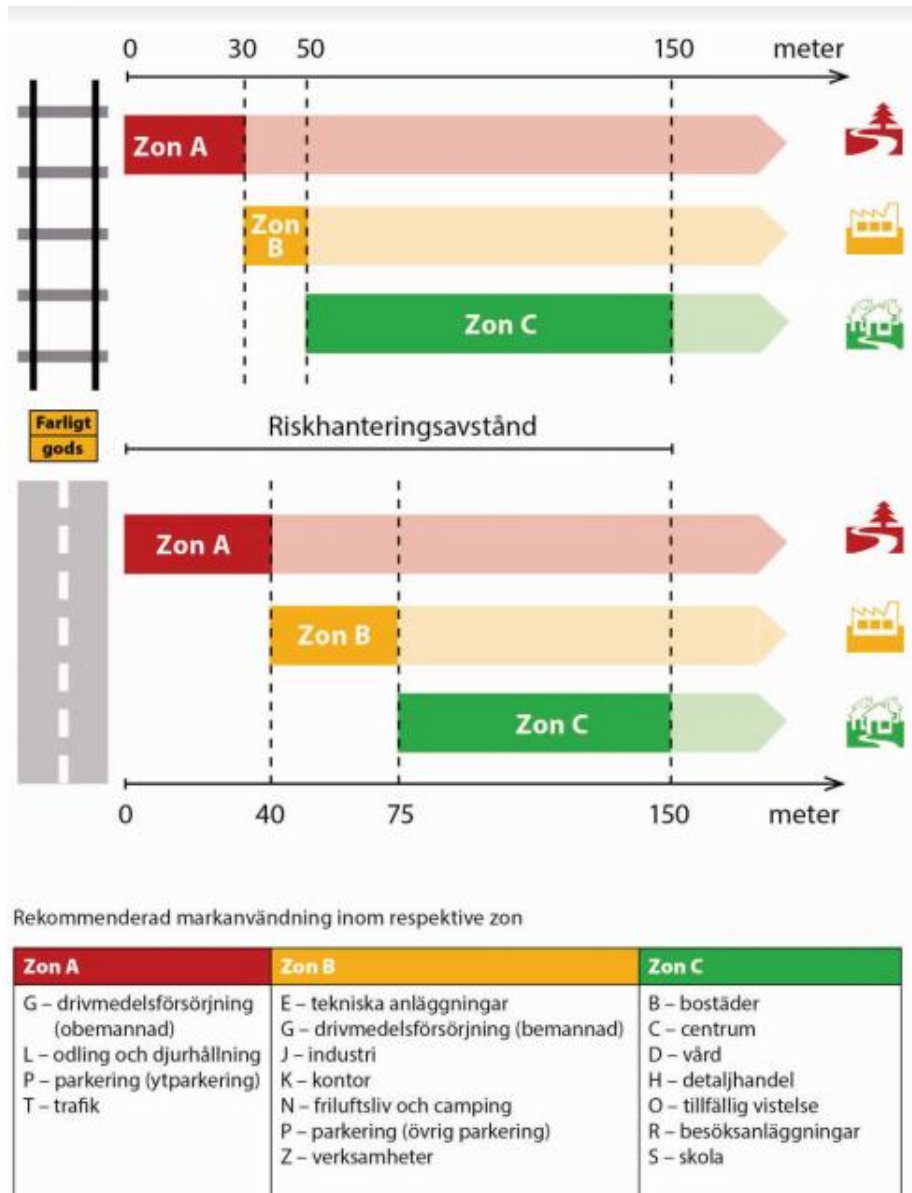 0 30 50 150 meter
Zon A
Zon
B
Zon C
Farligt
gods
Riskhanteringsavstånd
Zon A
Zon B
Zon C
0 40 75 150 meter
Rekommenderad markanvändning inom respektive zon
Zon A
G – drivmedelsförsörjning
(obemannad)
L – odling och djurhållning
P – parkering (ytparkering)
T – trafik
Zon B
E – tekniska anläggningar
G – drivmedelsförsörjning (bemannad)
J – industri
K – kontor
N – friluftsliv och camping
P – parkering (övrig parkering)
Z – verksamheter
Zon C
B – bostäder
C – centrum
D – vård
H – detaljhandel
O – tillfällig vistelse
R – besöksanläggningar
S – skola